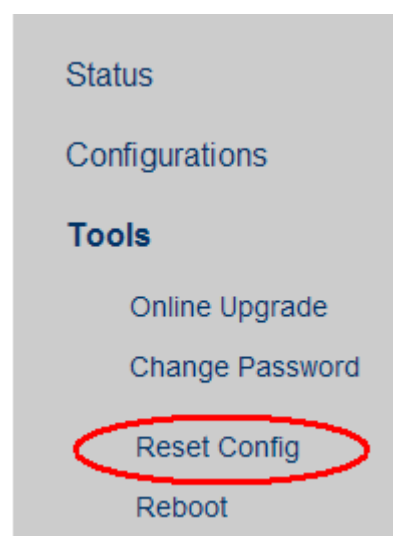 Status
Configurations
Tools
Online Upgrade
Change Password
Reset Config
Reboot